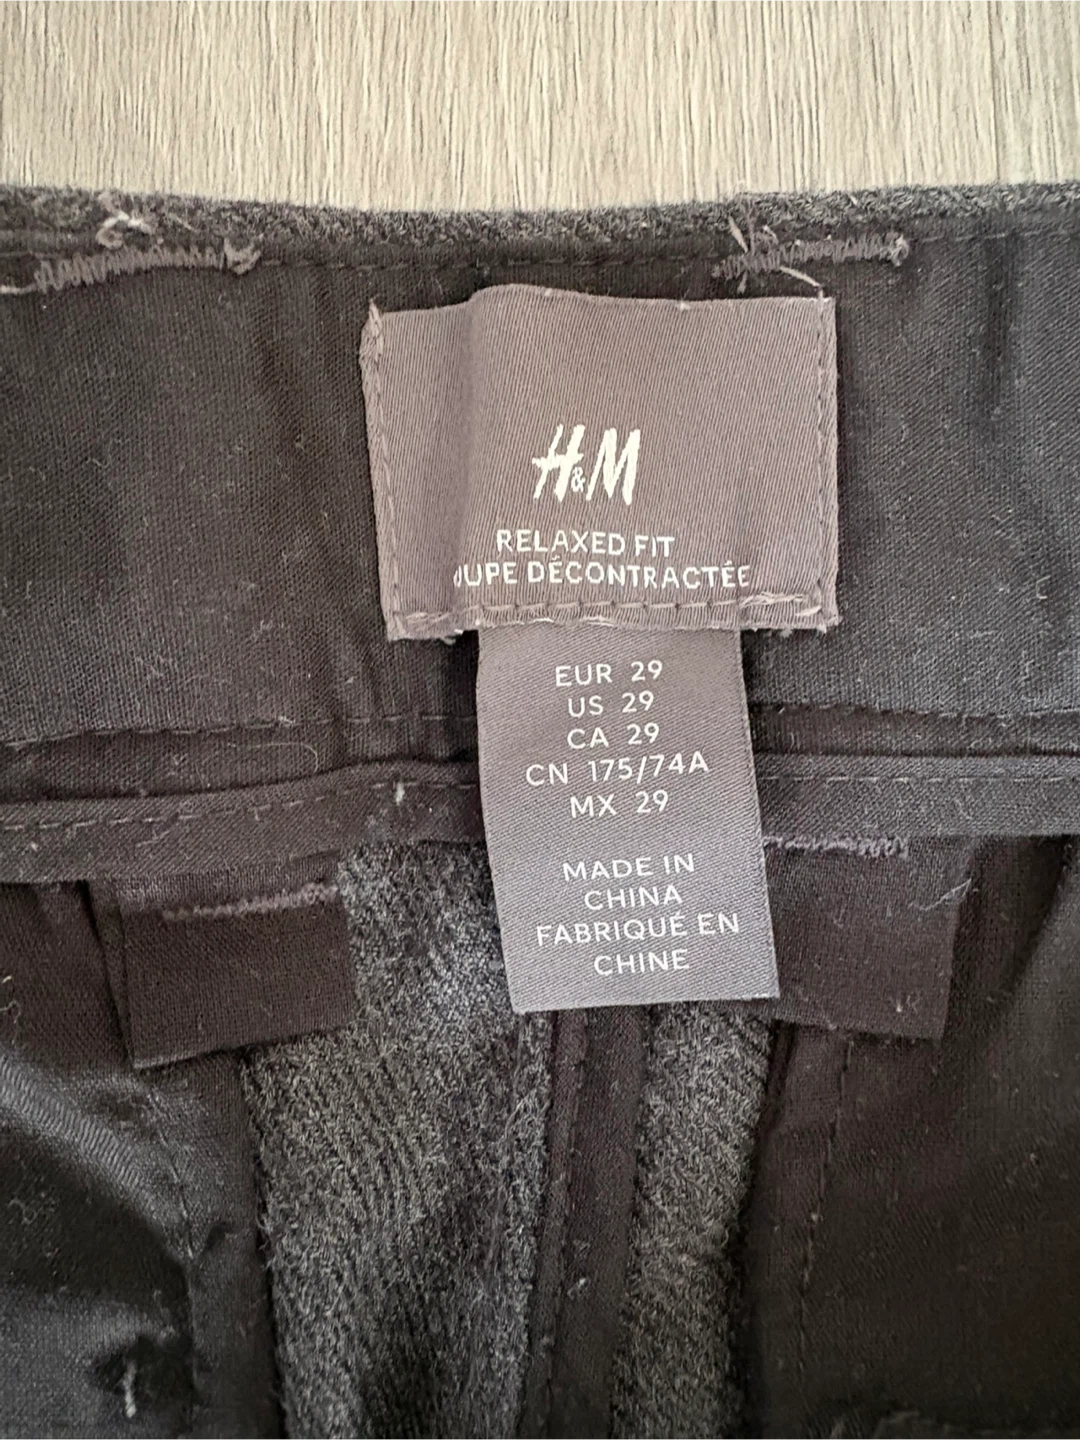 H&M
RELAXED FIT
OUPE DÉCONTRACTÉE
EUR 29
US 29
CA 29
CN 175/74A
MX 29
MADE IN
CHINA
FABRIQUÉ EN
CHINE